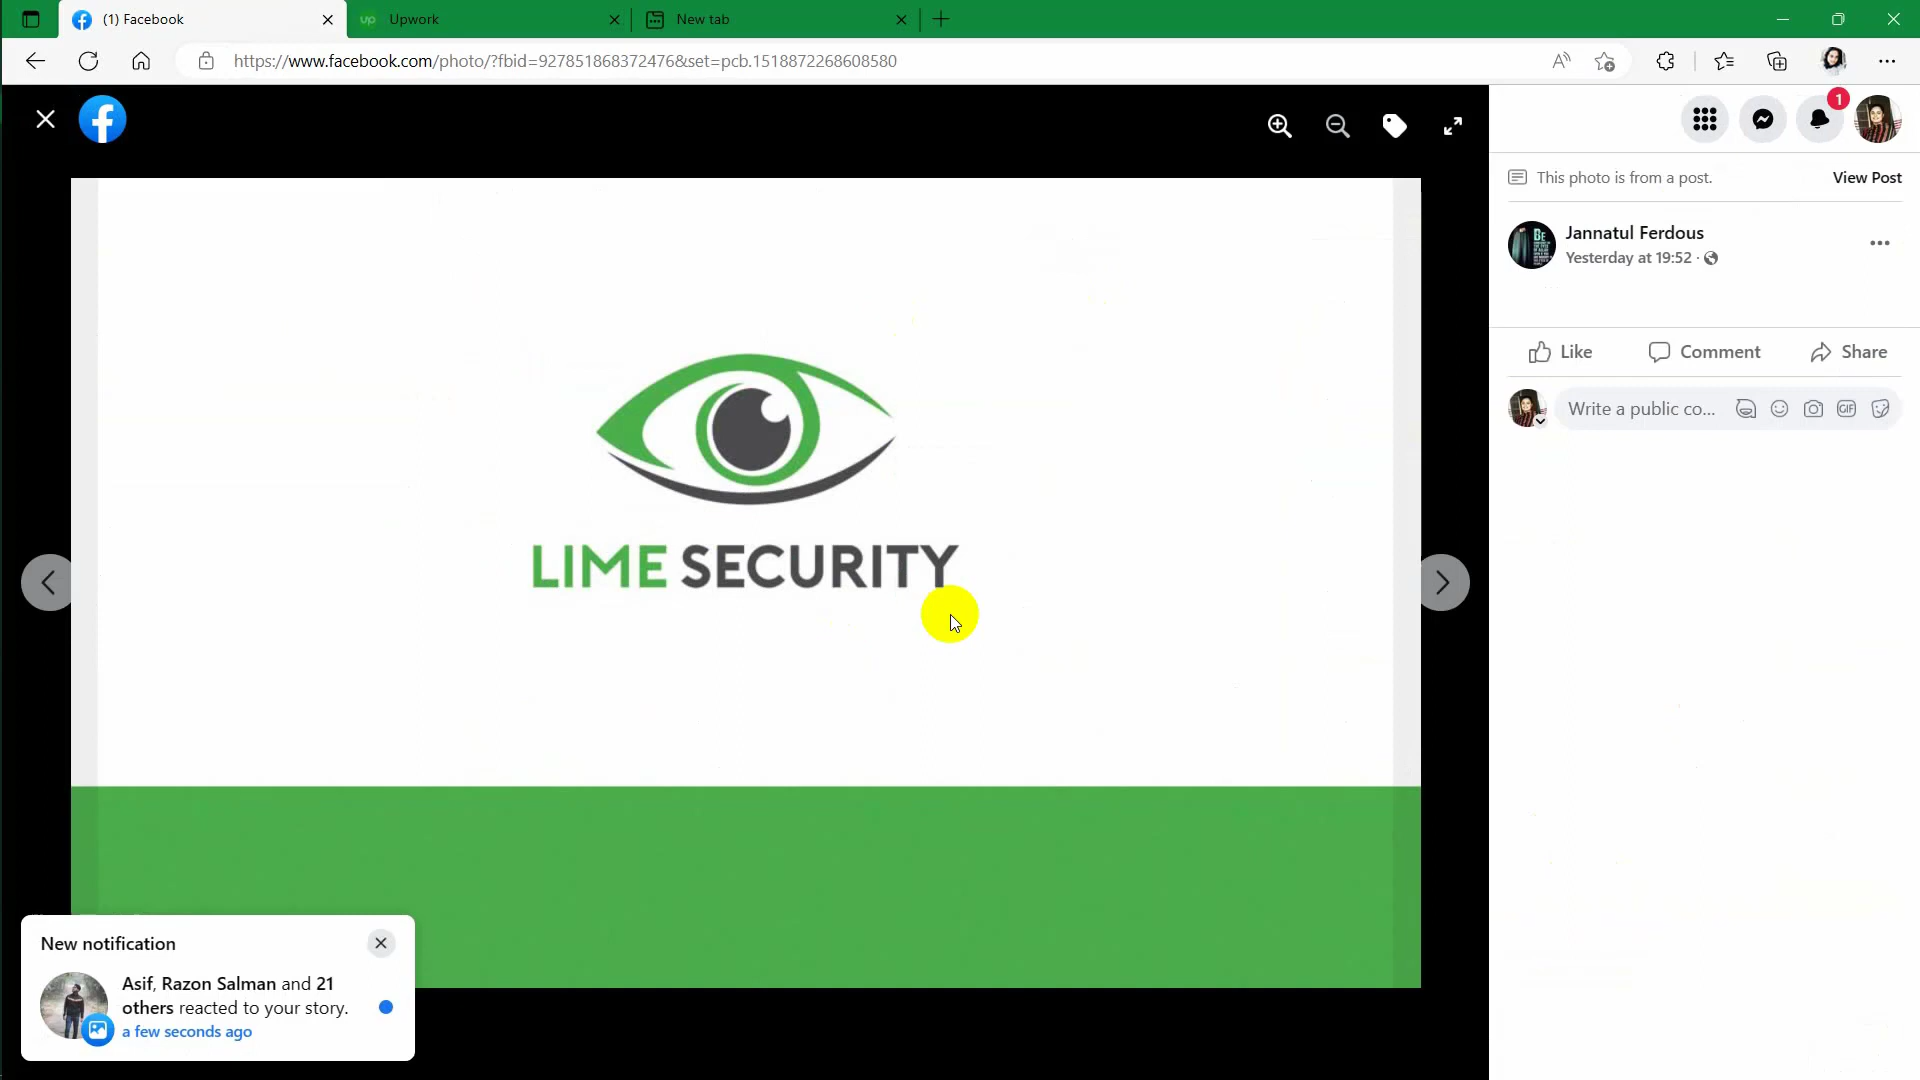 (1) Facebook
Upwork
New tab
https://www.facebook.com/photo/?fbid=927851868372476&set=pcb.1518872268608580
1
This photo is from a post.
View Post
Jannatul Ferdous
Yesterday at 19:52 ·
Like
Comment
Share
Write a public co...
GIF
LIME SECURITY
New notification
Asif, Razon Salman and 21
others reacted to your story.
a few seconds ago